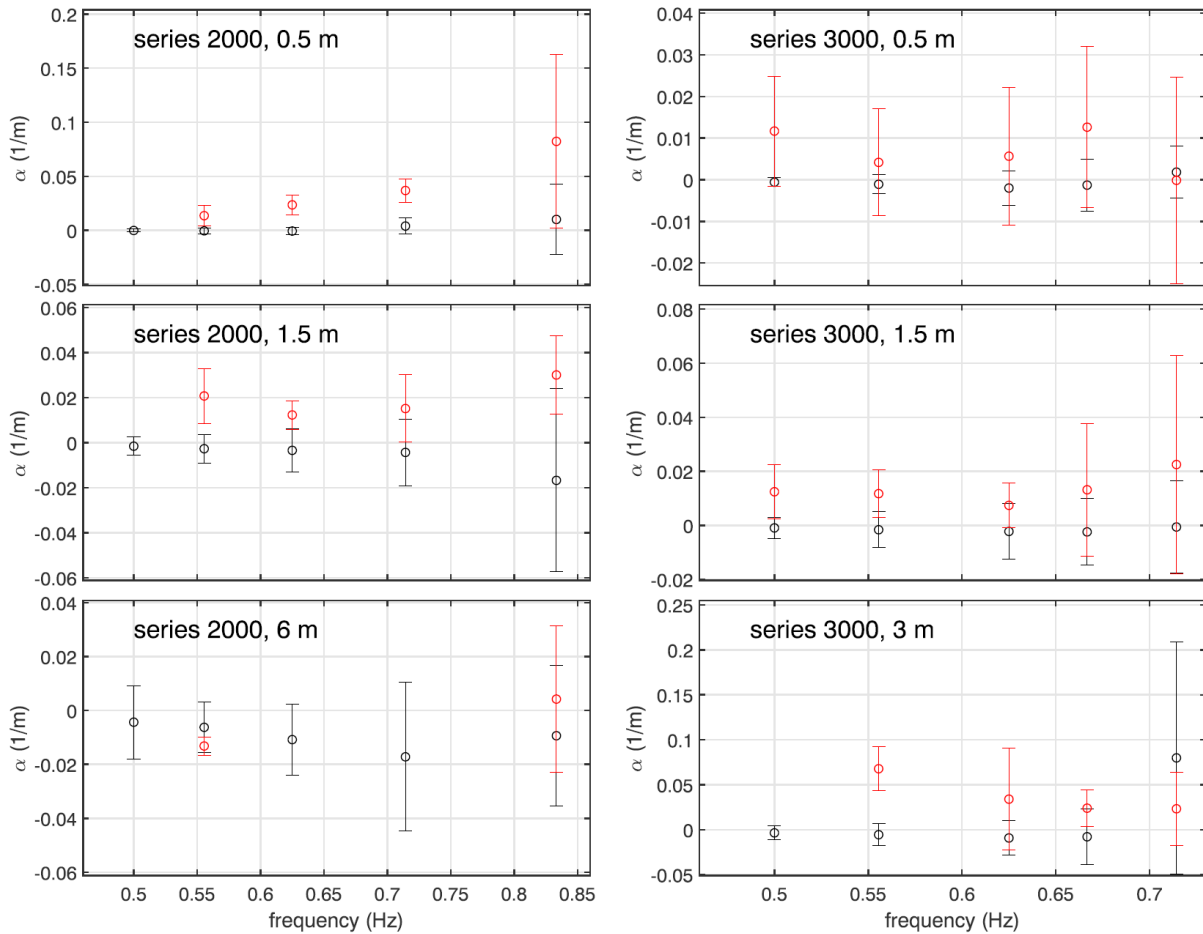 series 2000, 0.5 m
0.2
0.15
0.1
0.05
0
-0.05
α (1/m)
series 3000, 0.5 m
0.04
0.03
0.02
0.01
0
-0.01
-0.02
α (1/m)
series 2000, 1.5 m
0.06
0.04
0.02
0
-0.02
-0.04
-0.06
α (1/m)
series 3000, 1.5 m
0.08
0.06
0.04
0.02
0
-0.02
α (1/m)
series 2000, 6 m
0.04
0.02
0
-0.02
-0.04
-0.06
α (1/m)
0.5 0.55 0.6 0.65 0.7 0.75 0.8 0.85
frequency (Hz)
series 3000, 3 m
0.25
0.2
0.15
0.1
0.05
0
-0.05
α (1/m)
0.5 0.55 0.6 0.65 0.7
frequency (Hz)